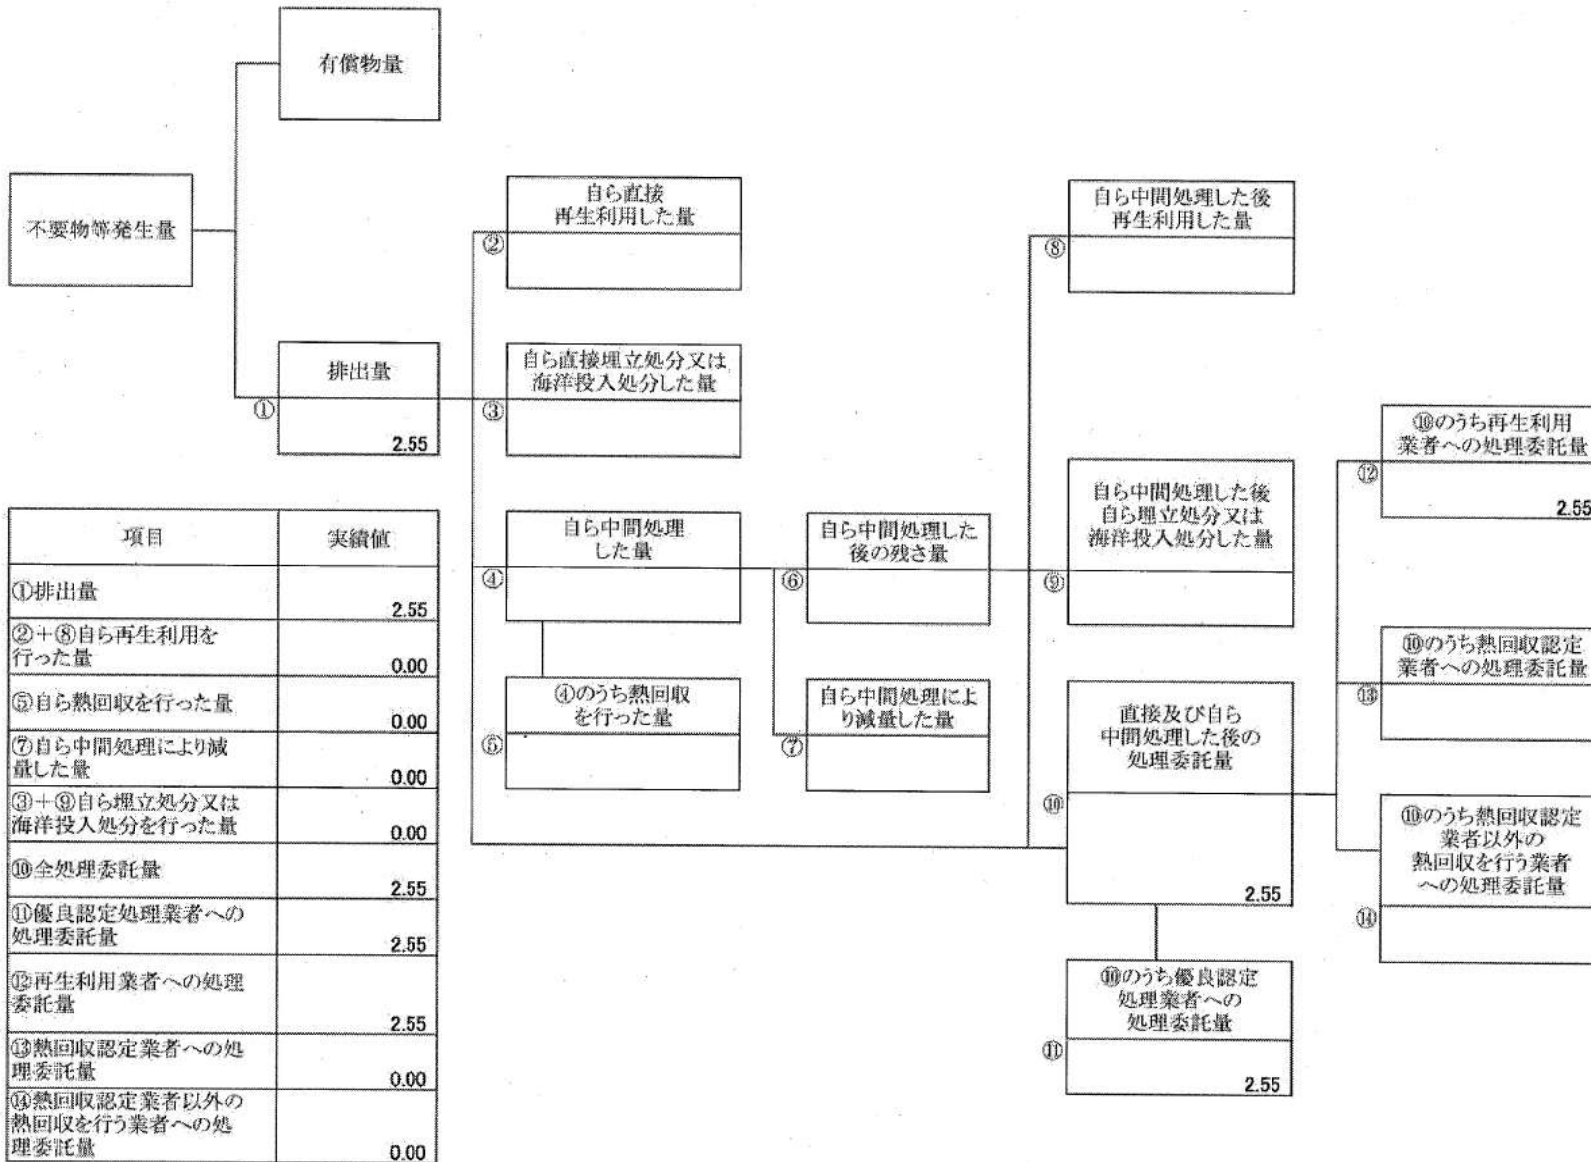 有償物量
不要物等発生量
排出量
①
2.55
自ら直接
再生利用した量
②
自ら直接埋立処分又は
海洋投入処分した量
③
自ら中間処理
した量
④
④のうち熱回収
を行った量
⑤
自ら中間処理した
後の残さ量
⑥
自ら中間処理によ
り減量した量
⑦
自ら中間処理した後
再生利用した量
⑧
自ら中間処理した後
自ら埋立処分又は
海洋投入処分した量
⑨
直接及び自ら
中間処理した後の
処理委託量
⑩
2.55
⑩のうち優良認定
処理業者への
処理委託量
⑪
2.55
⑩のうち再生利用
業者への処理委託量
⑫
2.55
⑩のうち熱回収認定
業者への処理委託量
⑬
⑩のうち熱回収認定
業者以外の
熱回収を行う業者
への処理委託量
⑭
項目 実績値
①排出量 2.55
②+⑧自ら再生利用を
行った量 0.00
⑤自ら熱回収を行った量 0.00
⑦自ら中間処理により減
量した量 0.00
③+⑨自ら埋立処分又は
海洋投入処分を行った量 0.00
⑩全処理委託量 2.55
⑪優良認定処理業者への
処理委託量 2.55
⑫再生利用業者への処理
委託量 2.55
⑬熱回収認定業者への処
理委託量 0.00
⑭熱回収認定業者以外の
熱回収を行う業者への処
理委託量 0.00